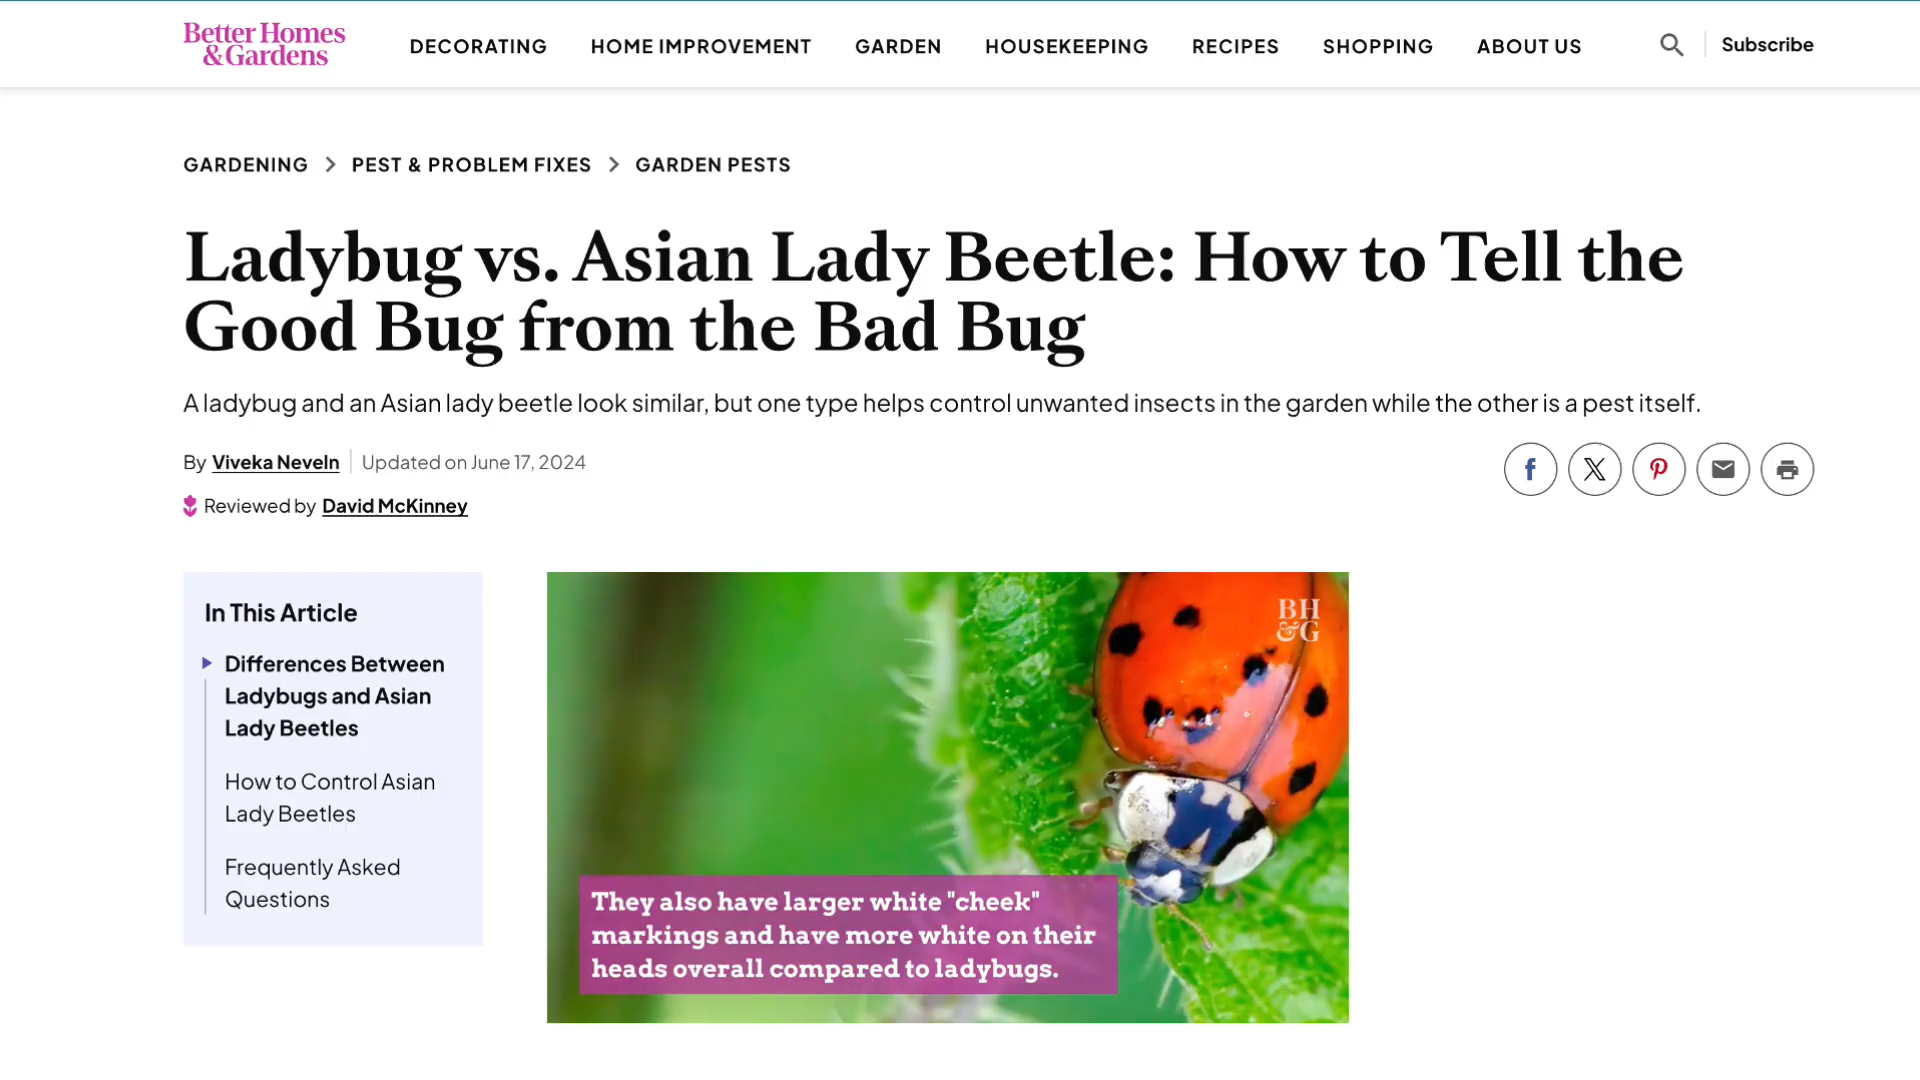 Better Homes
& Gardens
DECORATING
HOME IMPROVEMENT
GARDEN
HOUSEKEEPING
RECIPES
SHOPPING
ABOUT US
Subscribe
GARDENING > PEST & PROBLEM FIXES > GARDEN PESTS
Ladybug vs. Asian Lady Beetle: How to Tell the
Good Bug from the Bad Bug
A ladybug and an Asian lady beetle look similar, but one type helps control unwanted insects in the garden while the other is a pest itself.
By Viveka Neveln | Updated on June 17, 2024
Reviewed by David McKinney
In This Article
Differences Between
Ladybugs and Asian
Lady Beetles
How to Control Asian
Lady Beetles
Frequently Asked
Questions
BH
&G
They also have larger white "cheek"
markings and have more white on their
heads overall compared to ladybugs.